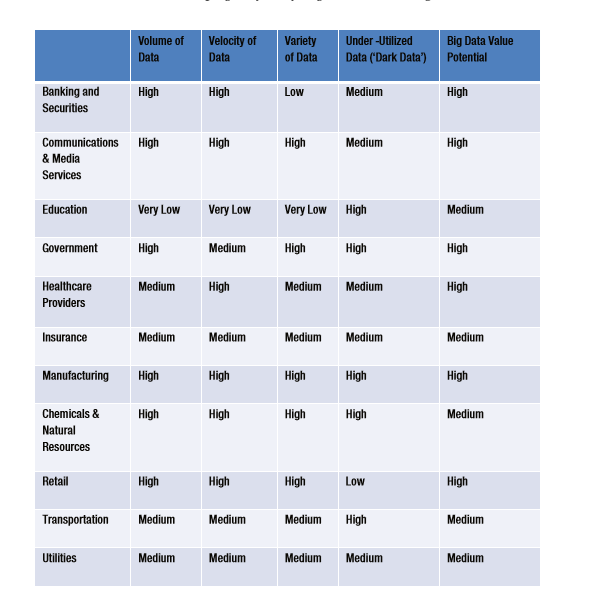 Volume of Data Velocity of Data Variety of Data Under -Utilized Data (‘Dark Data’) Big Data Value Potential
Banking and Securities High High Low Medium High
Communications & Media Services High High High Medium High
Education Very Low Very Low Very Low High Medium
Government High Medium High High High
Healthcare Providers Medium High Medium Medium High
Insurance Medium Medium Medium Medium Medium
Manufacturing High High High High High
Chemicals & Natural Resources High High High High Medium
Retail High High High Low High
Transportation Medium Medium Medium High Medium
Utilities Medium Medium Medium Medium Medium